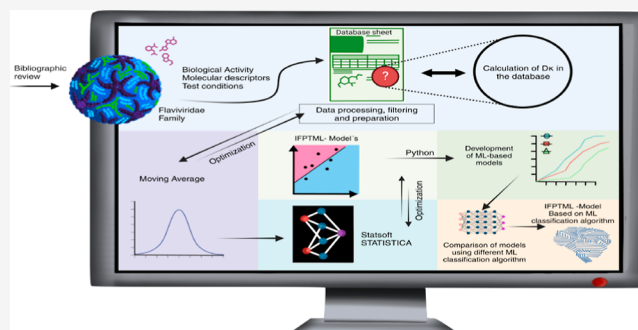 Bibliographic
review
Biological Activity
Molecular descriptors
Test conditions
Flaviviridae
Family
Database sheet
?
Calculation of Dκ in
the database
Data processing, filtering
and preparation
Optimization
Moving Average
IFPTML- Model`s
Python
Development
of ML-based
models
Optimization
Statsoft
STATISTICA
Comparison of models
using different ML
classification algorithm
IFPTML -Model
Based on ML
classification algorithm